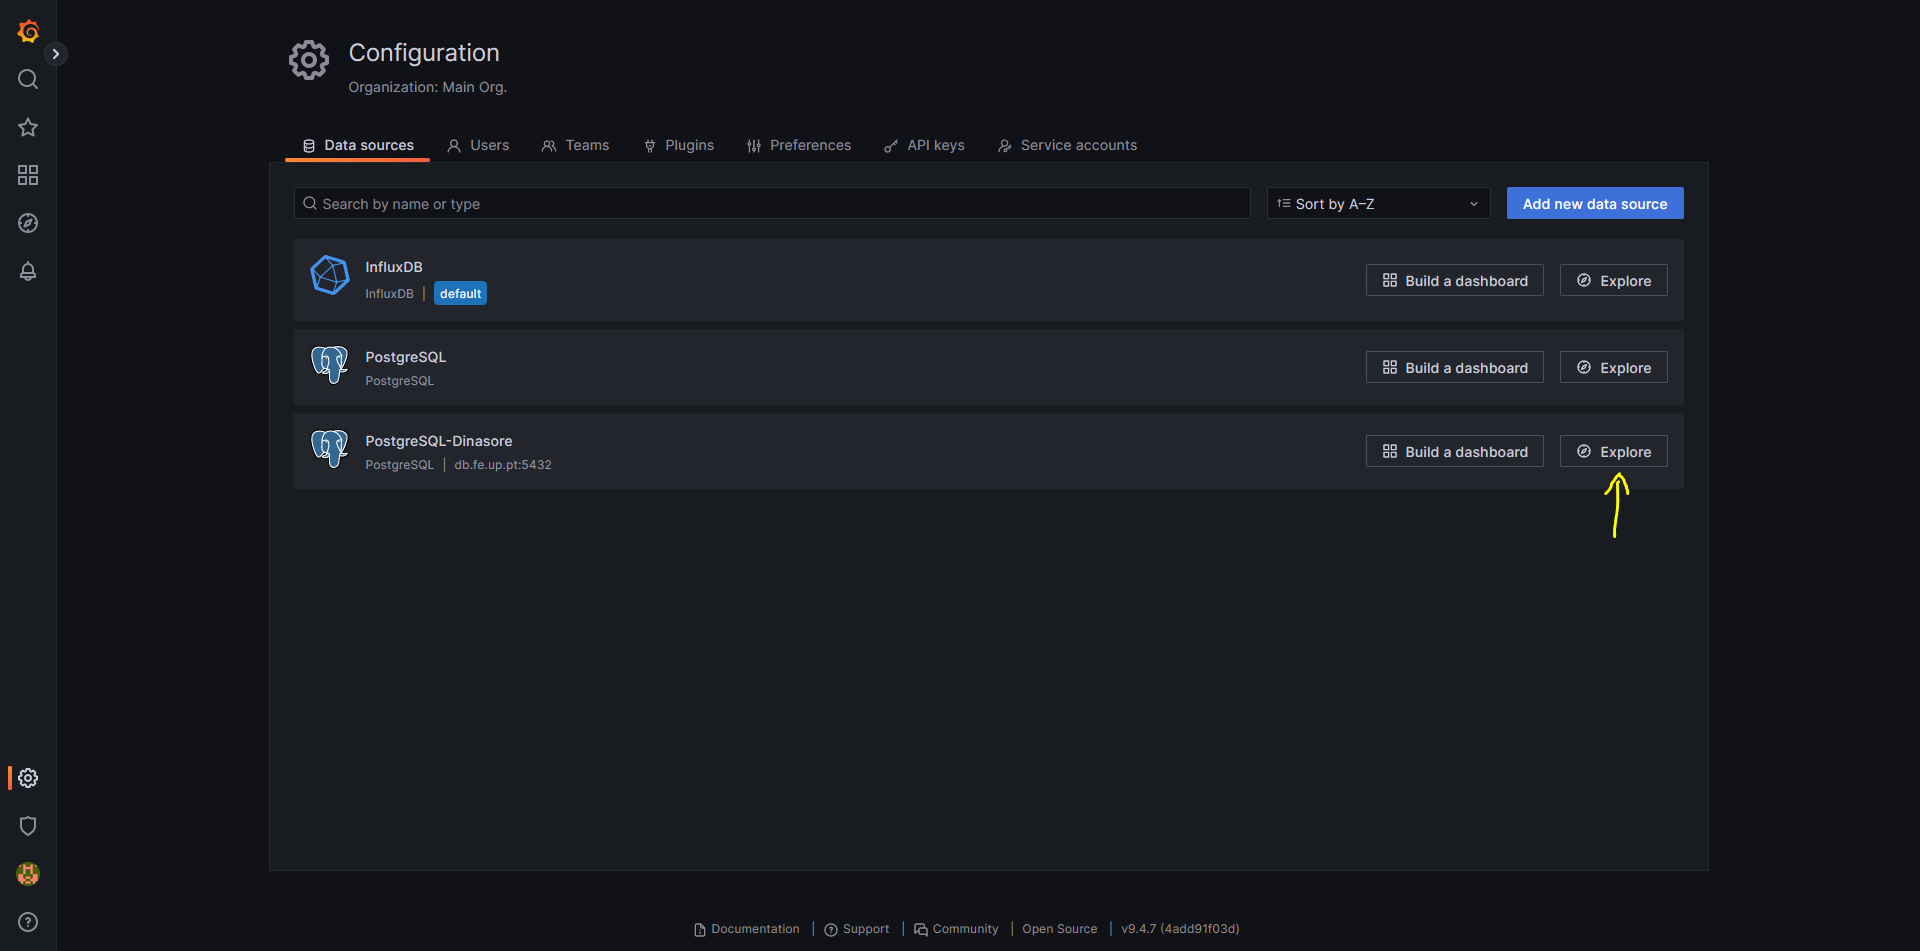 Configuration
Organization: Main Org.
Data sources Users Teams Plugins Preferences API keys Service accounts
Search by name or type Sort by A–Z Add new data source
InfluxDB
InfluxDB | default Build a dashboard Explore
PostgreSQL
PostgreSQL Build a dashboard Explore
PostgreSQL-Dinasore
PostgreSQL | db.fe.up.pt:5432 Build a dashboard Explore
Documentation | Support | Community | Open Source | v9.4.7 (4add91f03d)